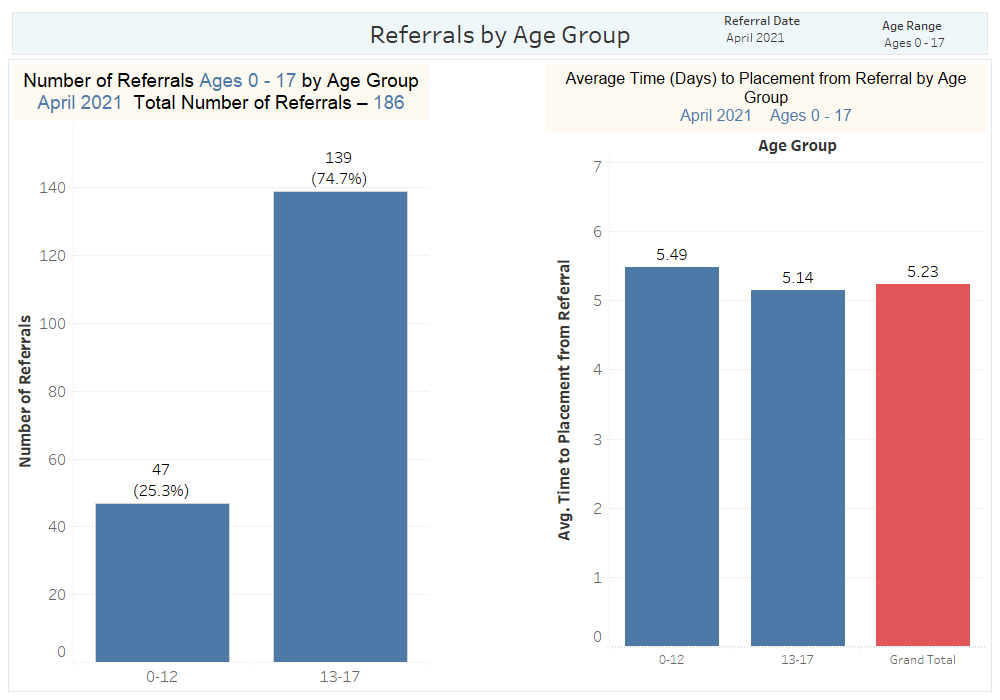 Referrals by Age Group
Referral Date
April 2021
Age Range
Ages 0 - 17
Number of Referrals Ages 0 - 17 by Age Group
April 2021 Total Number of Referrals – 186
Number of Referrals
140
120
100
80
60
40
20
0
47
(25.3%)
139
(74.7%)
0-12
13-17
Average Time (Days) to Placement from Referral by Age
Group
April 2021 Ages 0 - 17
Age Group
Avg. Time to Placement from Referral
7
6
5
4
3
2
1
0
5.49
5.14
5.23
0-12
13-17
Grand Total